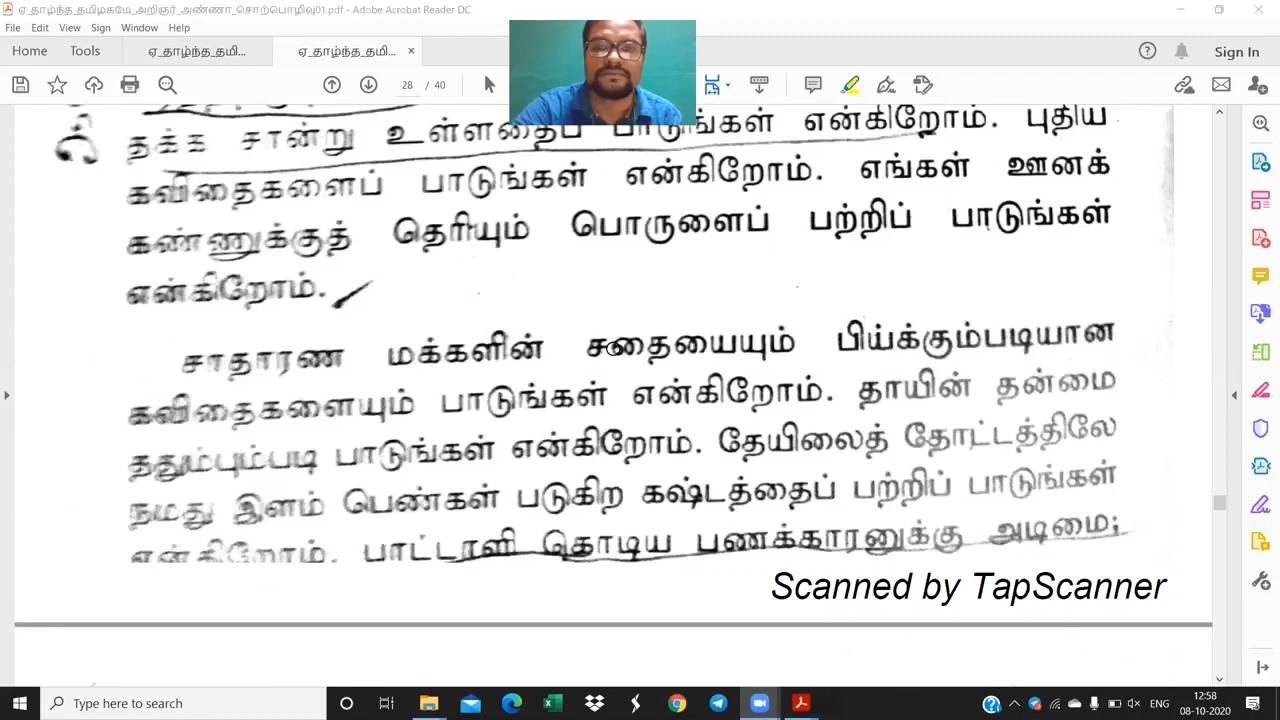 ஏ_தாழ்ந்த_தமிழகமே_அறிஞர்_அண்ணா_சொற்பொழிவு01.pdf - Adobe Acrobat Reader DC
File Edit View Sign Window Help
Home Tools ஏ_தாழ்ந்த_தமி... ஏ_தாழ்ந்த_தமி... × Sign In
28 / 40
தக்க சான்று உள்ளதைப் பாடுங்கள் என்கிறோம். புதிய
கவிதைகளைப் பாடுங்கள் என்கிறோம். எங்கள் ஊனக்
கண்ணுக்குத் தெரியும் பொருளைப் பற்றிப் பாடுங்கள்
என்கிறோம்.
சாதாரண மக்களின் சதையையும் பிய்க்கும்படியான
கவிதைகளையும் பாடுங்கள் என்கிறோம். தாயின் தன்மை
ததும்பும்படி பாடுங்கள் என்கிறோம். தேயிலைத் தோட்டத்திலே
நமது இளம் பெண்கள் படுகிற கஷ்டத்தைப் பற்றிப் பாடுங்கள்
என்கிறோம். பாட்டாளி கொடிய பணக்காரனுக்கு அடிமை;
Scanned by TapScanner
Type here to search
ENG
12:58
08-10-2020